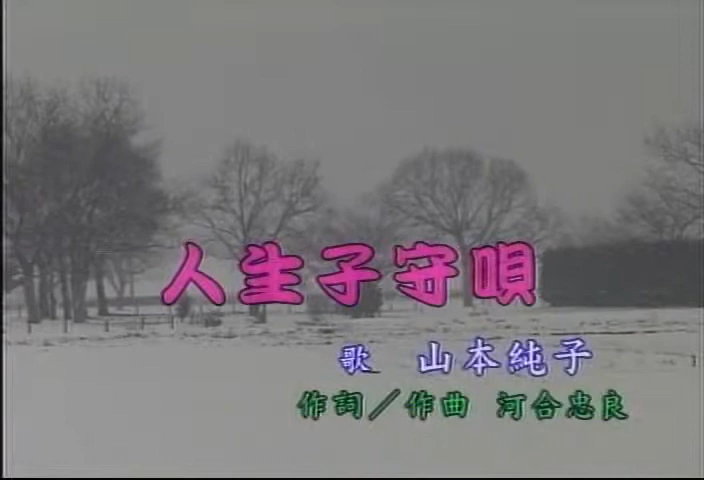 人生子守唄
歌 山本純子
作詞／作曲 河合忠良